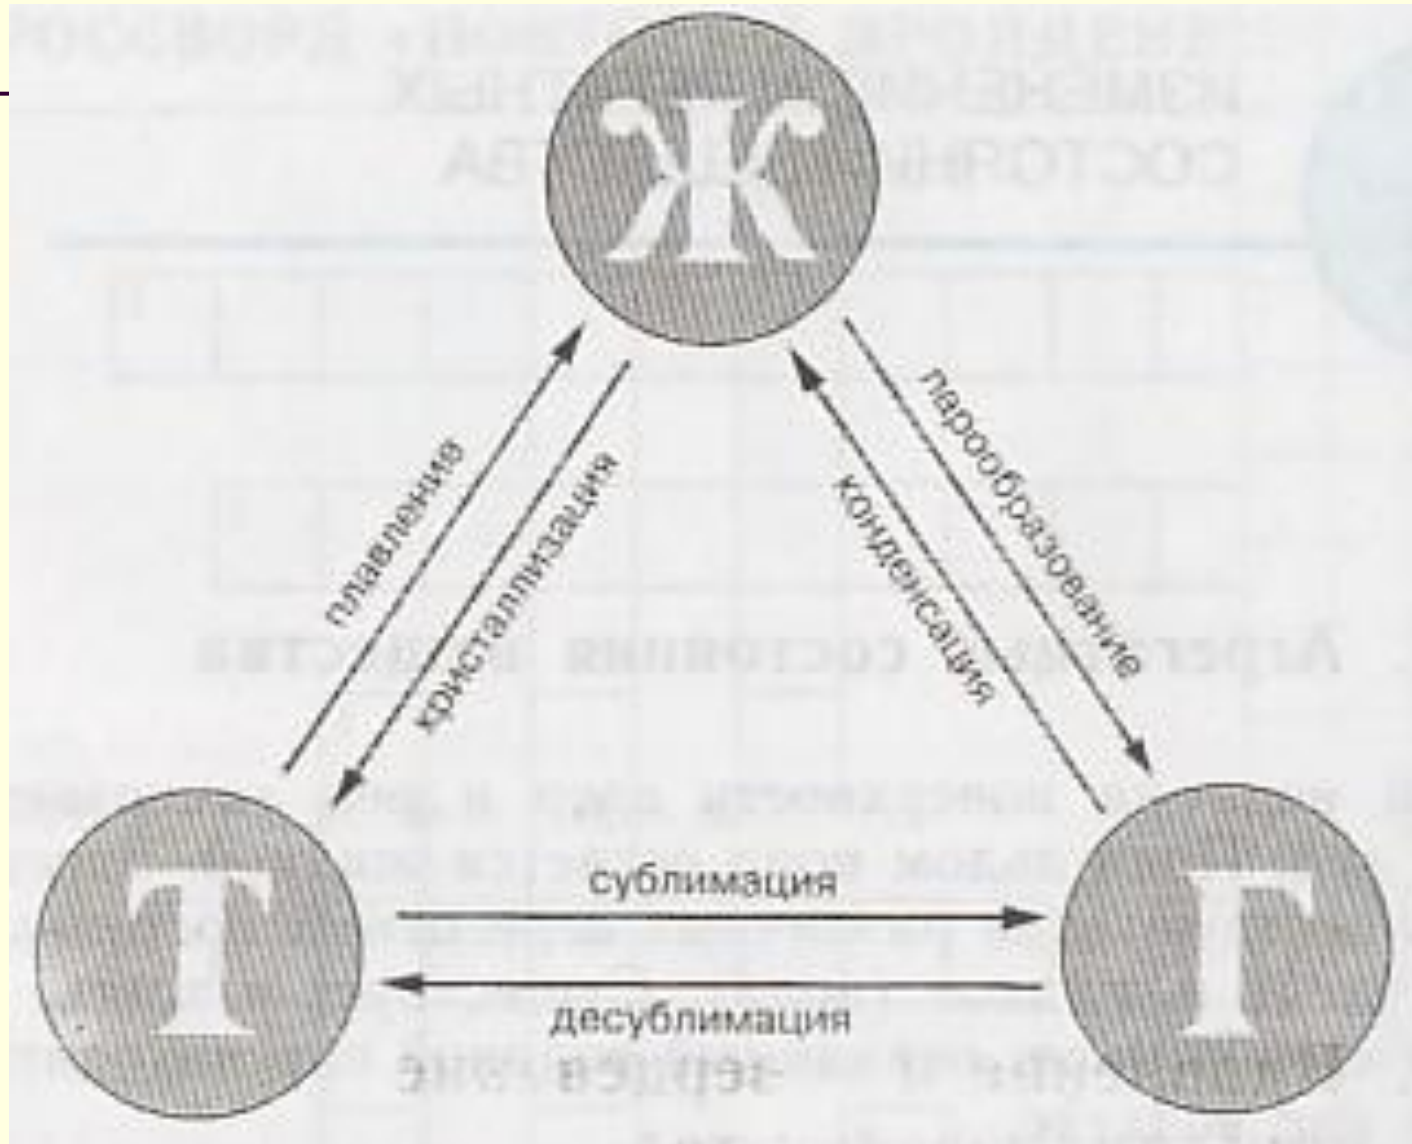 Ж
плавление
кристаллизация
конденсация
парообразование
Т
сублимация
десублимация
Г